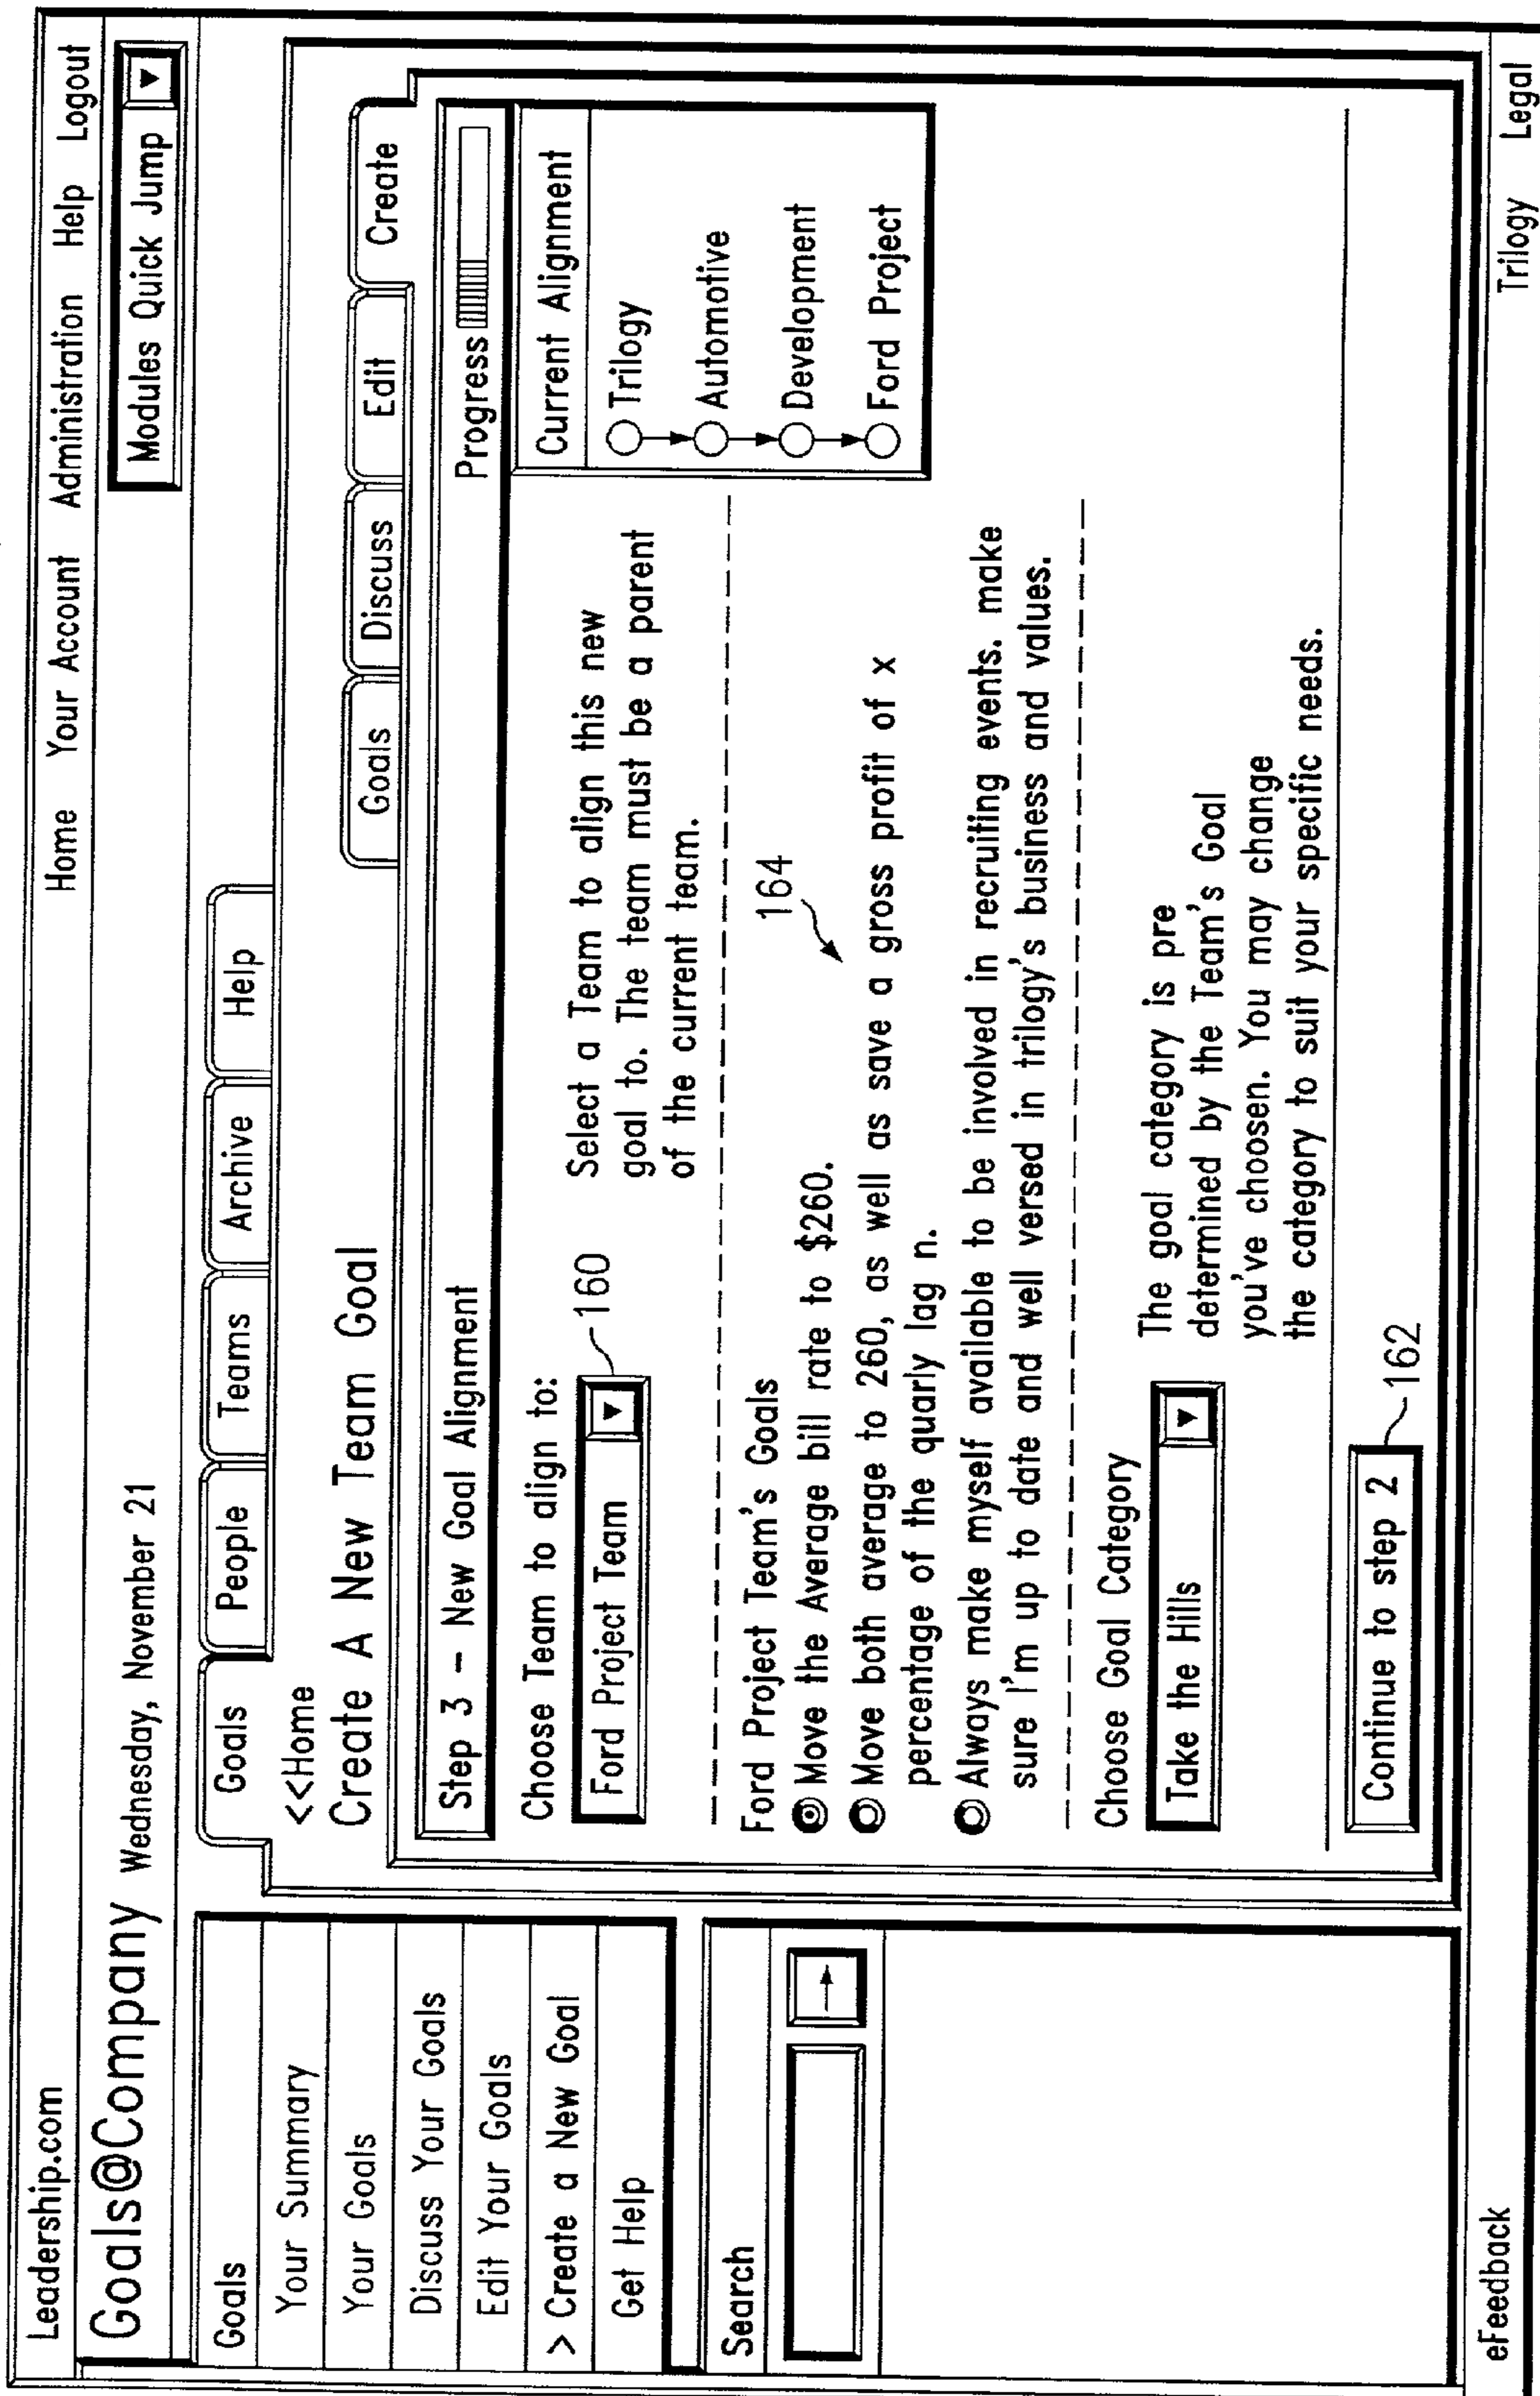 Leadership.com
Home Your Account Administration Help Logout
Goals@Company Wednesday, November 21
Modules Quick Jump
Goals
Your Summary
Your Goals
Discuss Your Goals
Edit Your Goals
> Create a New Goal
Get Help
Search
Goals People Teams Archive Help
<<Home
Create A New Team Goal
Goals Discuss Edit Create
Step 3 - New Goal Alignment
Progress
Choose Team to align to:
Ford Project Team
160
Select a Team to align this new
goal to. The team must be a parent
of the current team.
Current Alignment
Trilogy
Automotive
Development
Ford Project
Ford Project Team's Goals
164
Move the Average bill rate to $260.
Move both average to 260, as well as save a gross profit of x
percentage of the quarly lag n.
Always make myself available to be involved in recruiting events. make
sure I'm up to date and well versed in trilogy's business and values.
Choose Goal Category
Take the Hills
The goal category is pre
determined by the Team's Goal
you've choosen. You may change
the category to suit your specific needs.
Continue to step 2
162
eFeedback
Trilogy Legal